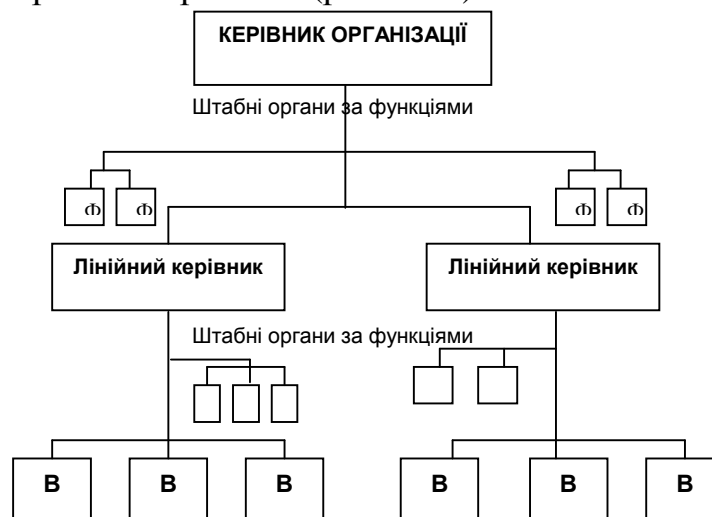 КЕРІВНИК ОРГАНІЗАЦІЇ
Штабні органи за функціями
Ф Ф Ф Ф
Лінійний керівник Лінійний керівник
Штабні органи за функціями
В В В В В В